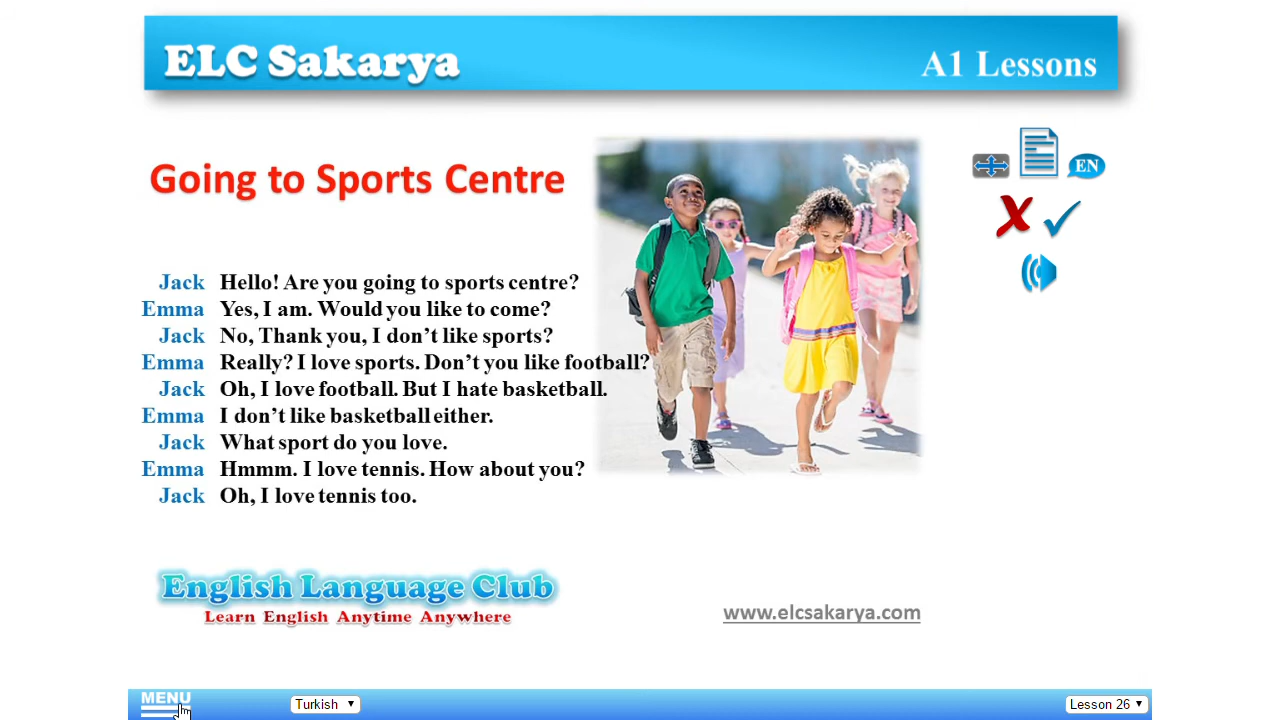 ELC Sakarya
A1 Lessons
Going to Sports Centre
EN
Jack Hello! Are you going to sports centre?
Emma Yes, I am. Would you like to come?
Jack No, Thank you, I don’t like sports?
Emma Really? I love sports. Don’t you like football?
Jack Oh, I love football. But I hate basketball.
Emma I don’t like basketball either.
Jack What sport do you love.
Emma Hmmm. I love tennis. How about you?
Jack Oh, I love tennis too.
English Language Club
Learn English Anytime Anywhere
www.elcsakarya.com
MENU
Turkish
Lesson 26